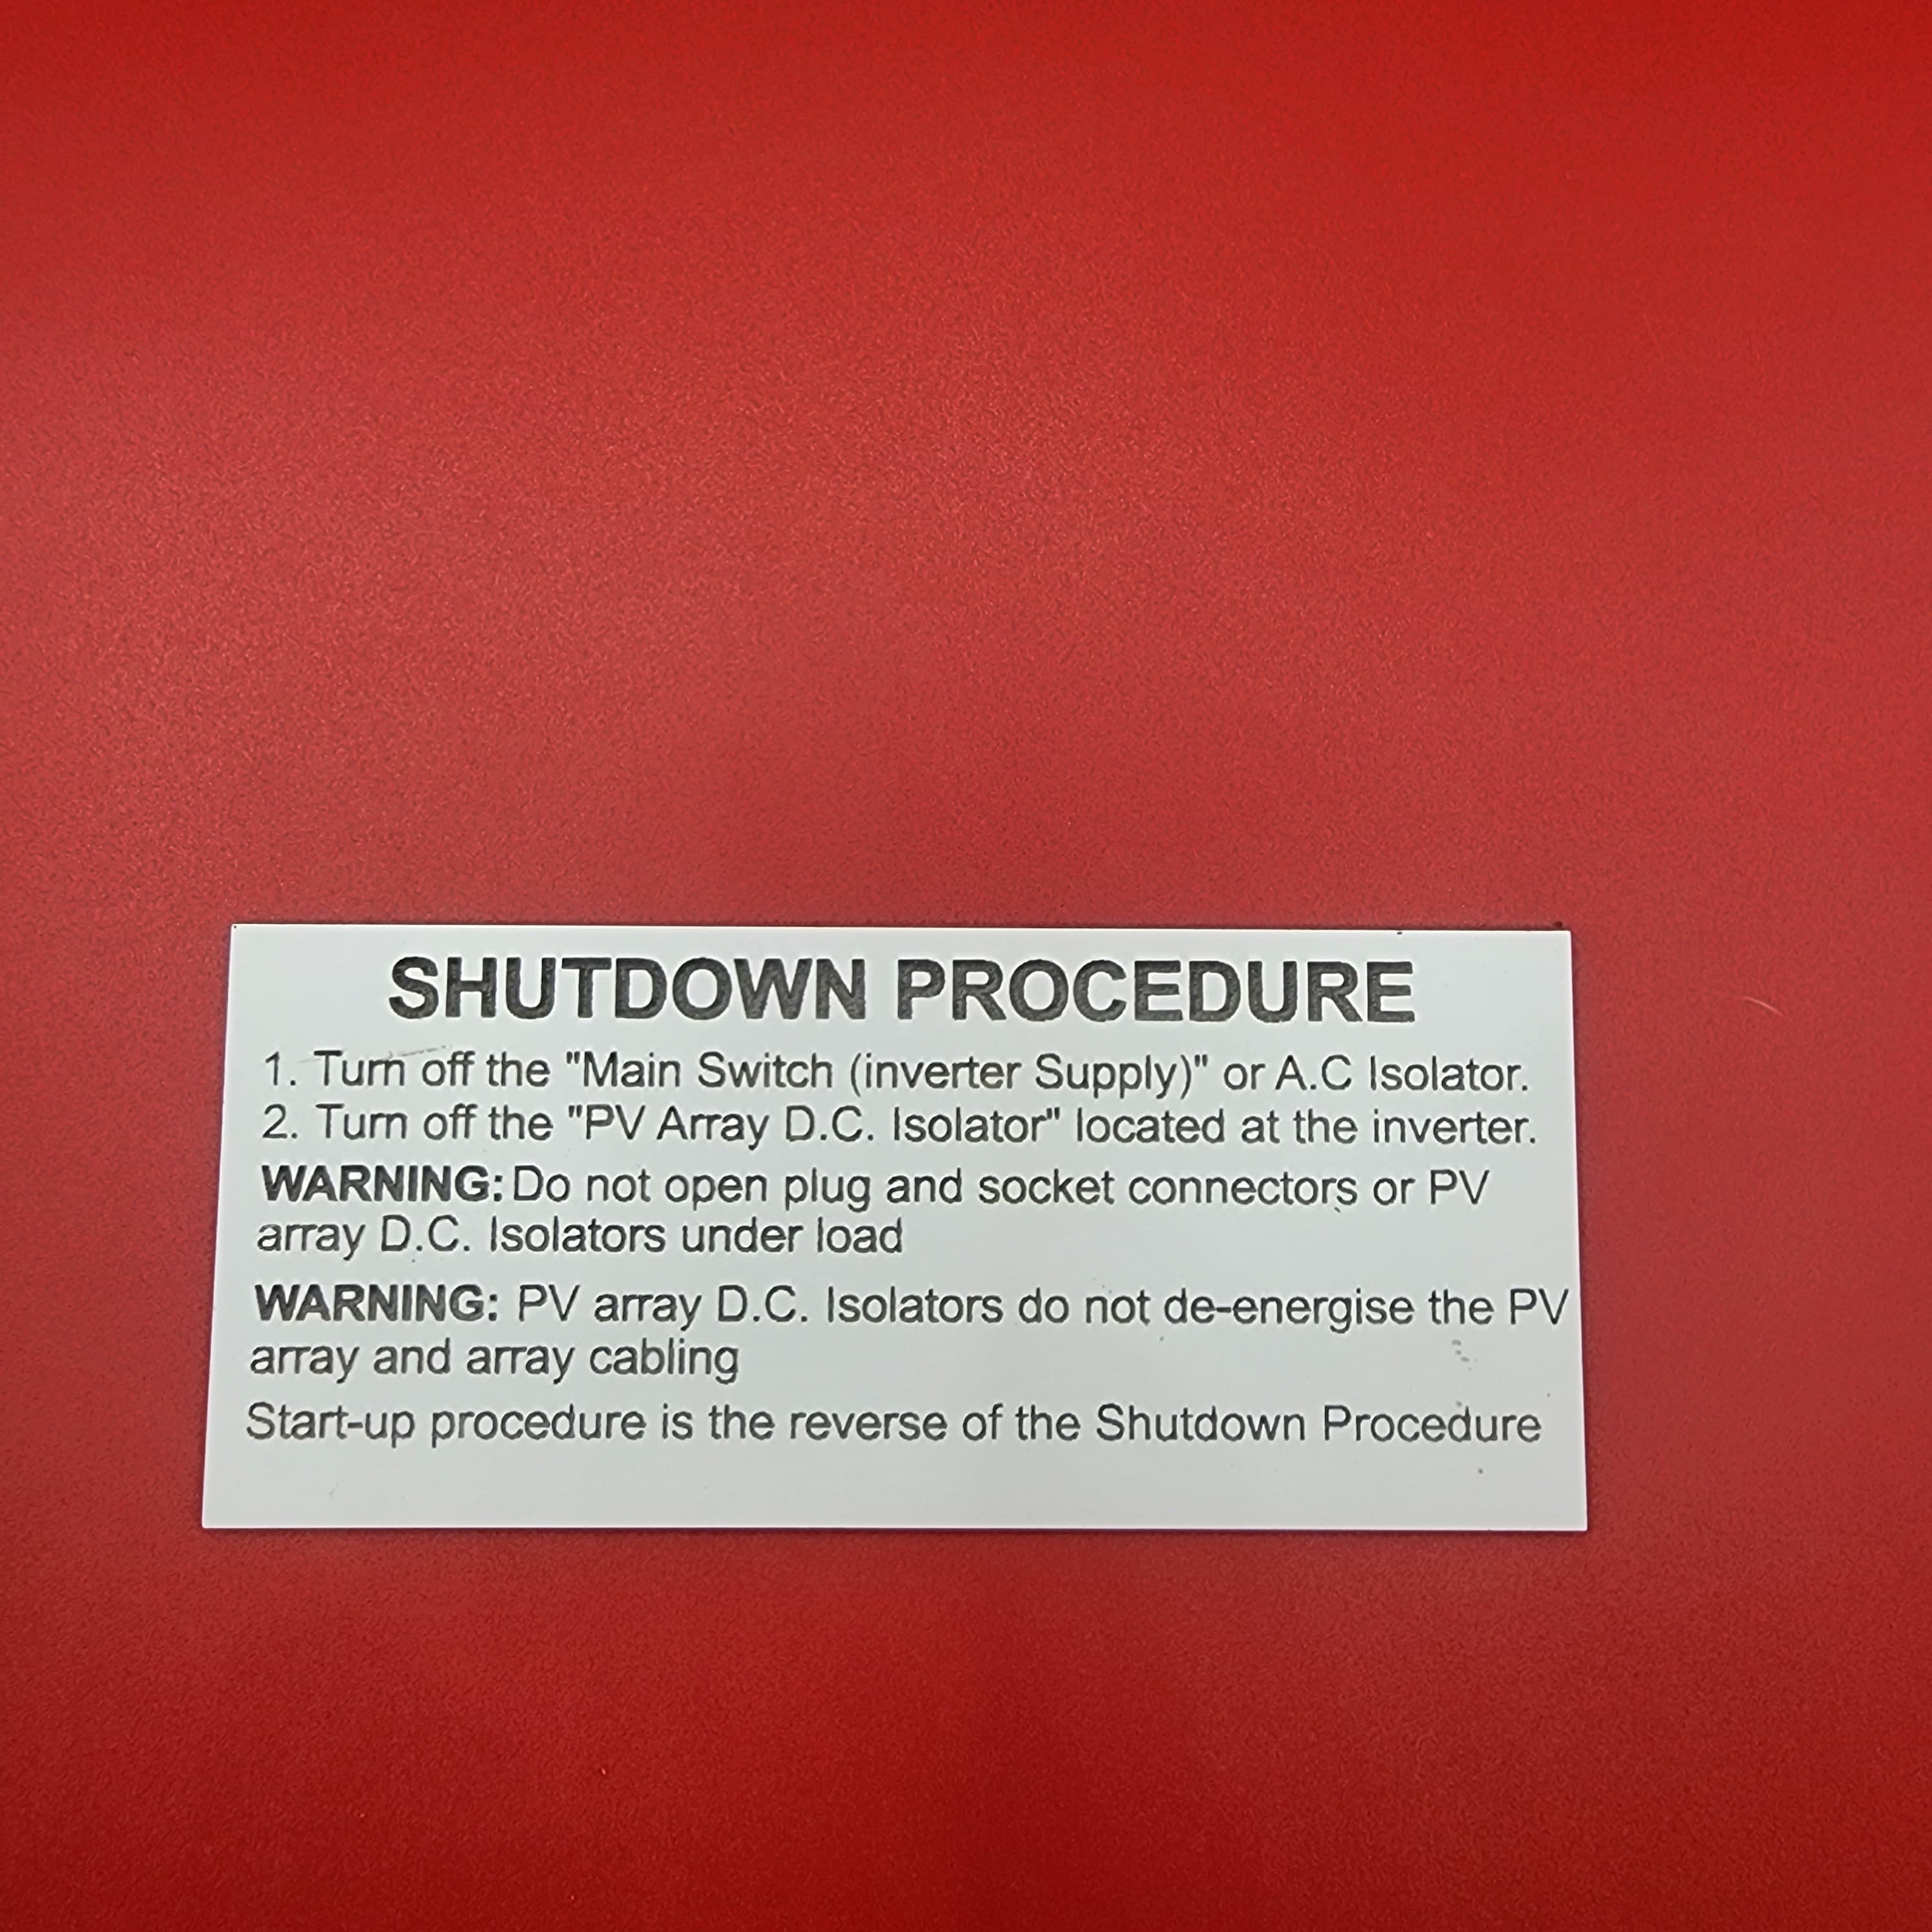 SHUTDOWN PROCEDURE
1. Turn off the "Main Switch (inverter Supply)" or A.C Isolator.
2. Turn off the "PV Array D.C. Isolator" located at the inverter.
WARNING: Do not open plug and socket connectors or PV
array D.C. Isolators under load
WARNING: PV array D.C. Isolators do not de-energise the PV
array and array cabling
Start-up procedure is the reverse of the Shutdown Procedure